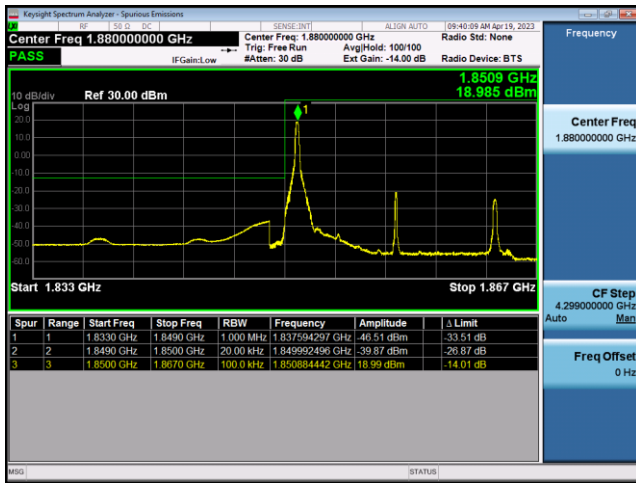 Keysight Spectrum Analyzer - Spurious Emissions
RF 50 Ω DC SENSE:INT ALIGN AUTO 09:40:09 AM Apr 19, 2023
Center Freq 1.880000000 GHz
Center Freq: 1.880000000 GHz
Radio Std: None
Trig: Free Run Avg|Hold: 100/100
PASS
IFGain:Low
#Atten: 30 dB Ext Gain: -14.00 dB Radio Device: BTS
1.8509 GHz
18.985 dBm
10 dB/div Ref 30.00 dBm
Log
1
20.0
10.0
0.00
-10.0
-20.0
-30.0
-40.0
-50.0
-60.0
Start 1.833 GHz Stop 1.867 GHz
Spur Range Start Freq Stop Freq RBW Frequency Amplitude Δ Limit
1 1 1.8330 GHz 1.8490 GHz 1.000 MHz 1.837594297 GHz -46.51 dBm -33.51 dB
2 2 1.8490 GHz 1.8500 GHz 20.00 kHz 1.849992496 GHz -39.87 dBm -26.87 dB
3 3 1.8500 GHz 1.8670 GHz 100.0 kHz 1.850884442 GHz 18.99 dBm -14.01 dB
MSG STATUS
Frequency
Center Freq
1.880000000 GHz
CF Step
4.299000000 GHz
Auto Man
Freq Offset
0 Hz